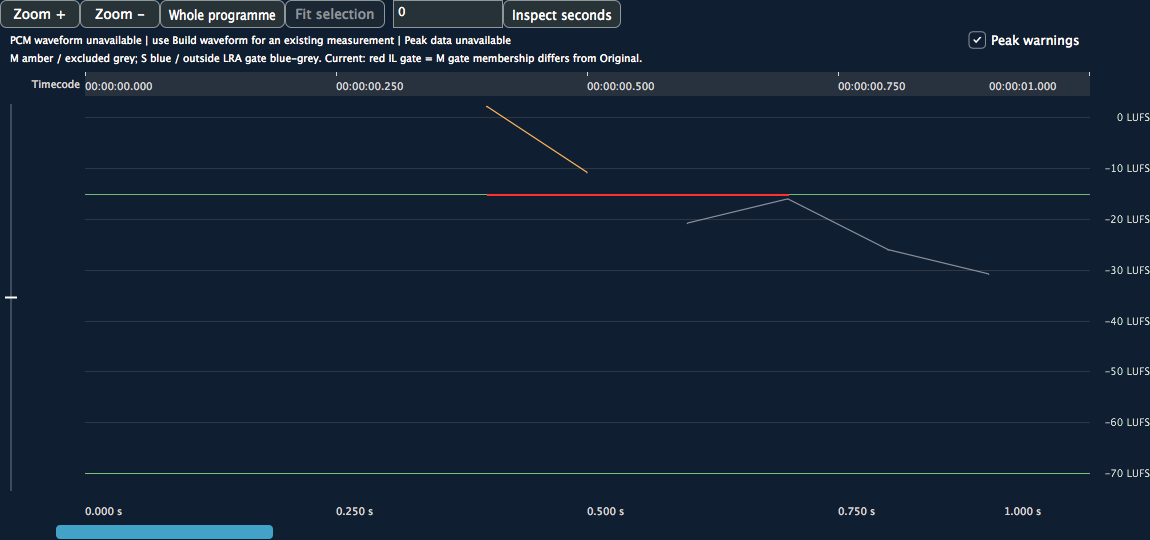 Zoom + Zoom – Whole programme Fit selection 0 Inspect seconds
PCM waveform unavailable | use Build waveform for an existing measurement | Peak data unavailable
Peak warnings
M amber / excluded grey; S blue / outside LRA gate blue-grey. Current: red IL gate = M gate membership differs from Original.
Timecode 00:00:00.000 00:00:00.250 00:00:00.500 00:00:00.750 00:00:01.000
0 LUFS
-10 LUFS
-20 LUFS
-30 LUFS
-40 LUFS
-50 LUFS
-60 LUFS
-70 LUFS
0.000 s 0.250 s 0.500 s 0.750 s 1.000 s